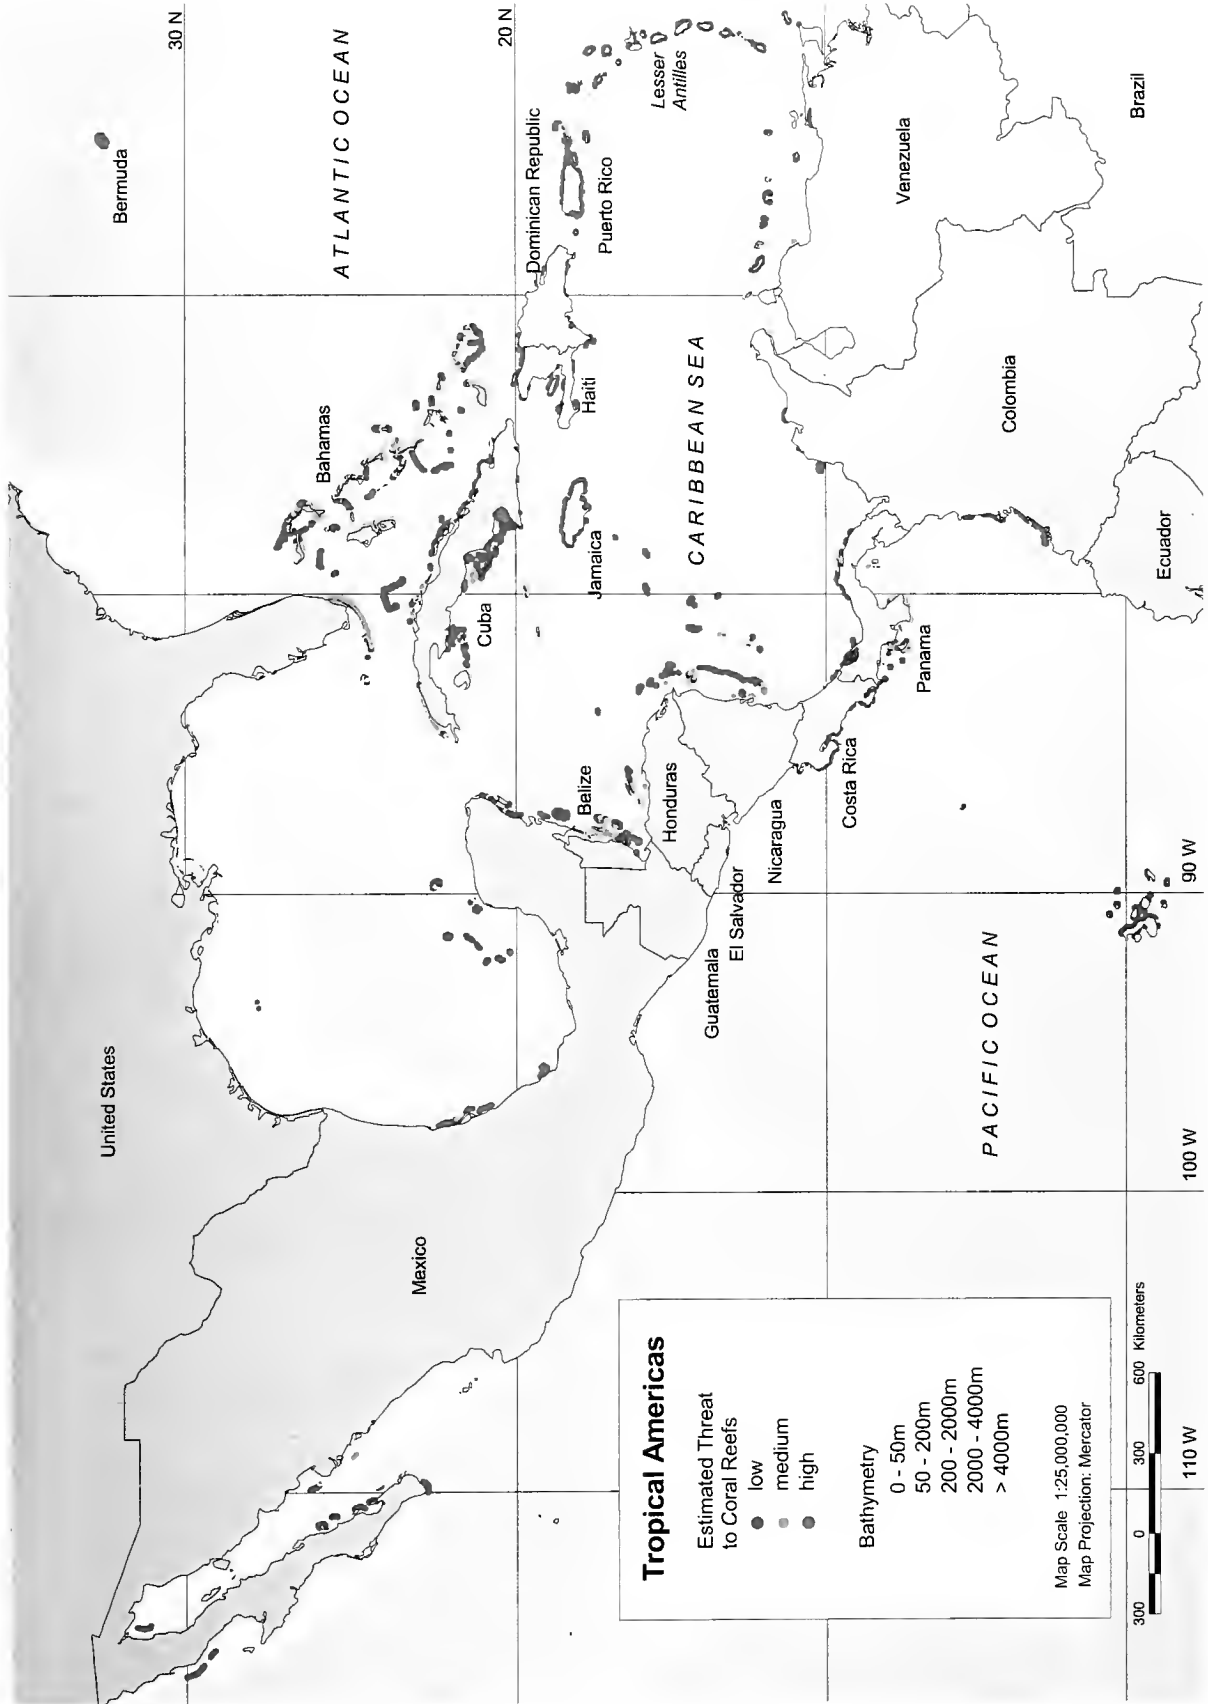 30 N
20 N
Bermuda
ATLANTIC OCEAN
Lesser
Antilles
Dominican Republic
Puerto Rico
Venezuela
Brazil
Bahamas
Haiti
CARIBBEAN SEA
Colombia
Jamaica
Cuba
Ecuador
Panama
Belize
Honduras
Costa Rica
Nicaragua
El Salvador
Guatemala
United States
Mexico
PACIFIC OCEAN
90 W
100 W
110 W
Tropical Americas
Estimated Threat
to Coral Reefs
low
medium
high
Bathymetry
0 - 50m
50 - 200m
200 - 2000m
2000 - 4000m
> 4000m
Map Scale 1:25,000,000
Map Projection: Mercator
300 0 300 600 Kilometers